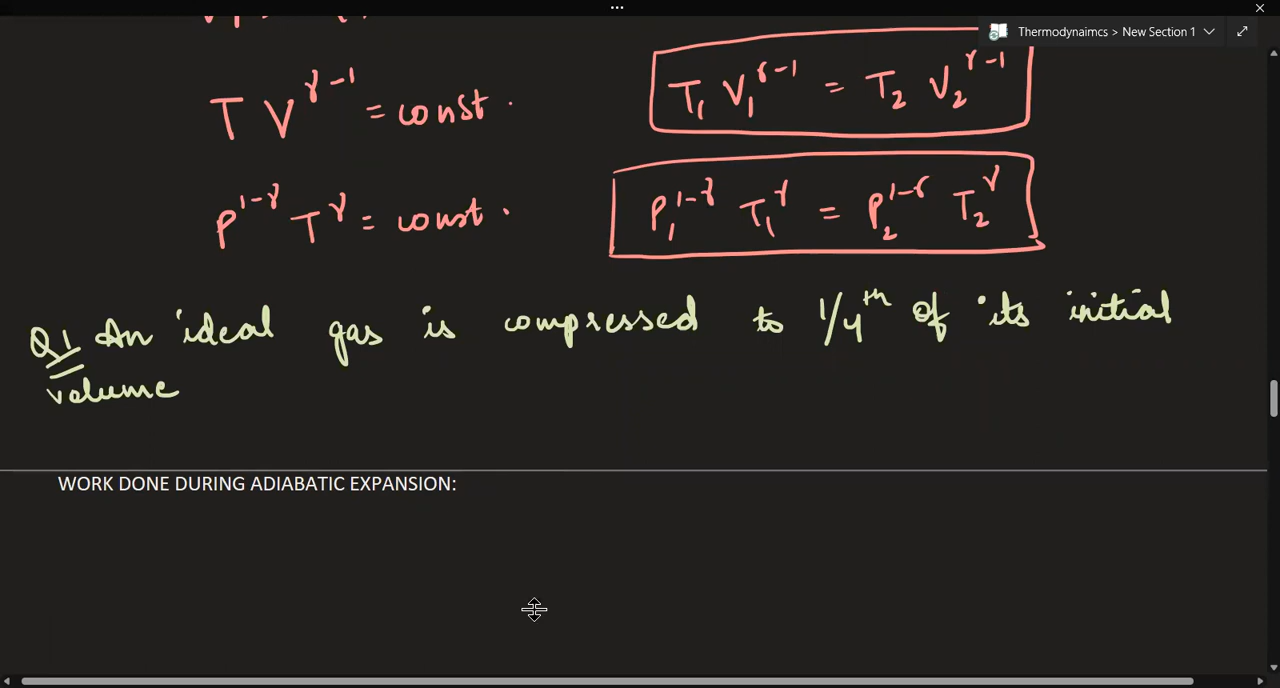 Thermodynaimcs > New Section 1
T V^γ-1 = const.
T₁ V₁^γ-1 = T₂ V₂^γ-1
P^1-γ T^γ = const.
P₁^1-γ T₁^γ = P₂^1-γ T₂^γ
Q1 An ideal gas is compressed to 1/4th of its initial
volume
WORK DONE DURING ADIABATIC EXPANSION: